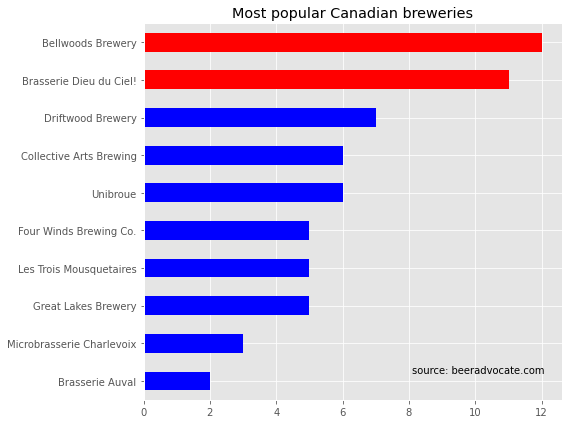 Most popular Canadian breweries
Bellwoods Brewery
Brasserie Dieu du Ciel!
Driftwood Brewery
Collective Arts Brewing
Unibroue
Four Winds Brewing Co.
Les Trois Mousquetaires
Great Lakes Brewery
Microbrasserie Charlevoix
Brasserie Auval
source: beeradvocate.com
0 2 4 6 8 10 12